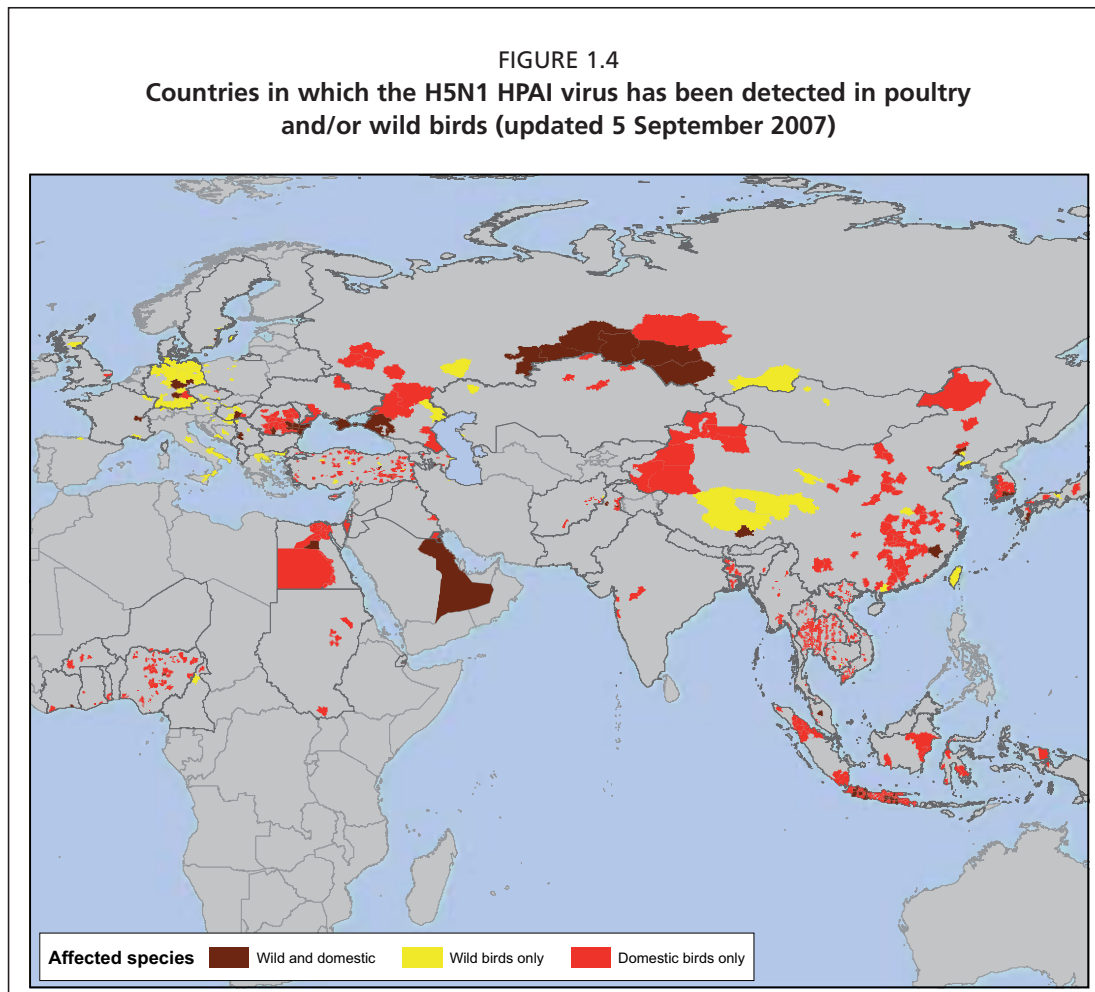 FIGURE 1.4
Countries in which the H5N1 HPAI virus has been detected in poultry
and/or wild birds (updated 5 September 2007)
Affected species Wild and domestic Wild birds only Domestic birds only